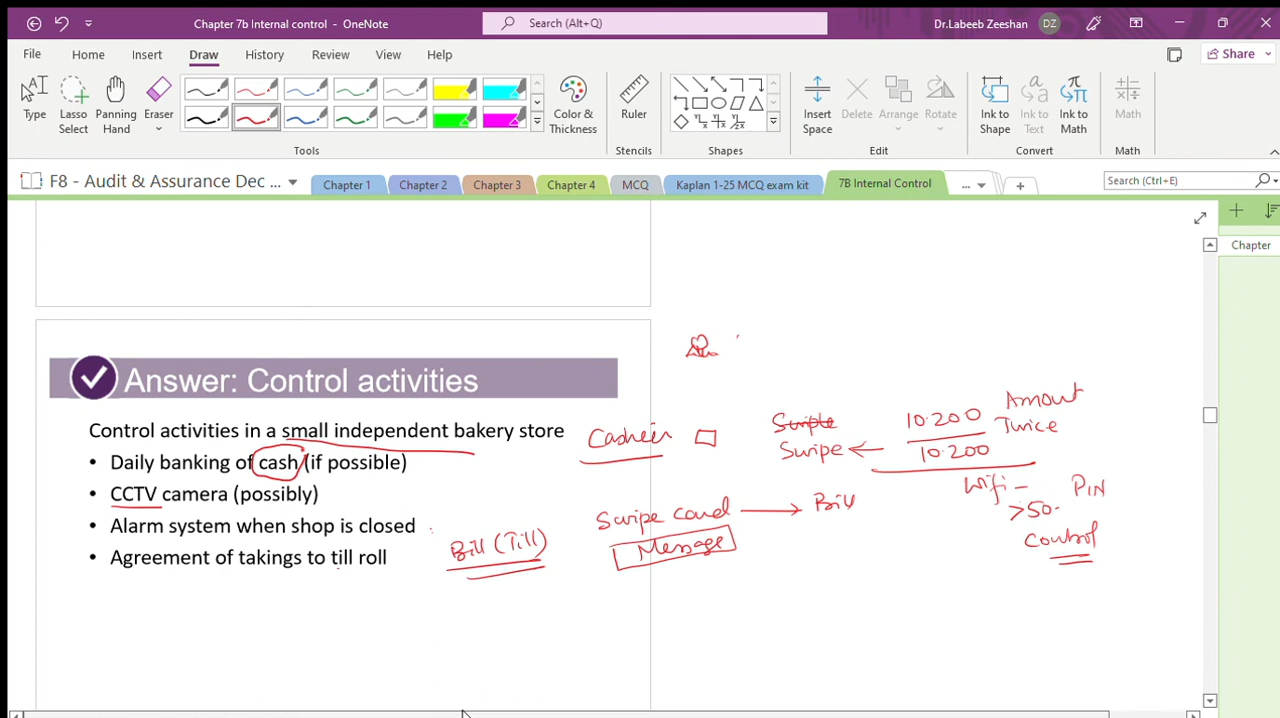 Chapter 7b Internal control - OneNote
Search (Alt+Q)
Dr.Labeeb Zeeshan
DZ
File Home Insert Draw History Review View Help
Share
Type
Lasso Select
Panning Hand
Eraser
Color & Thickness
Ruler
Insert Space
Delete
Arrange
Rotate
Ink to Shape
Ink to Text
Ink to Math
Math
Tools
Stencils
Shapes
Edit
Convert
Math
F8 - Audit & Assurance Dec ...
Chapter 1
Chapter 2
Chapter 3
Chapter 4
MCQ
Kaplan 1-25 MCQ exam kit
7B Internal Control
...
Search (Ctrl+E)
Chapter
Answer: Control activities
Control activities in a small independent bakery store
• Daily banking of cash (if possible)
• CCTV camera (possibly)
• Alarm system when shop is closed
• Agreement of takings to till roll
Bill (Till)
Casheir
Swipe
10.200
10.200
Amount
Twice
Swipe card → Bill
Message
Wifi -
PIN
>50.
Control